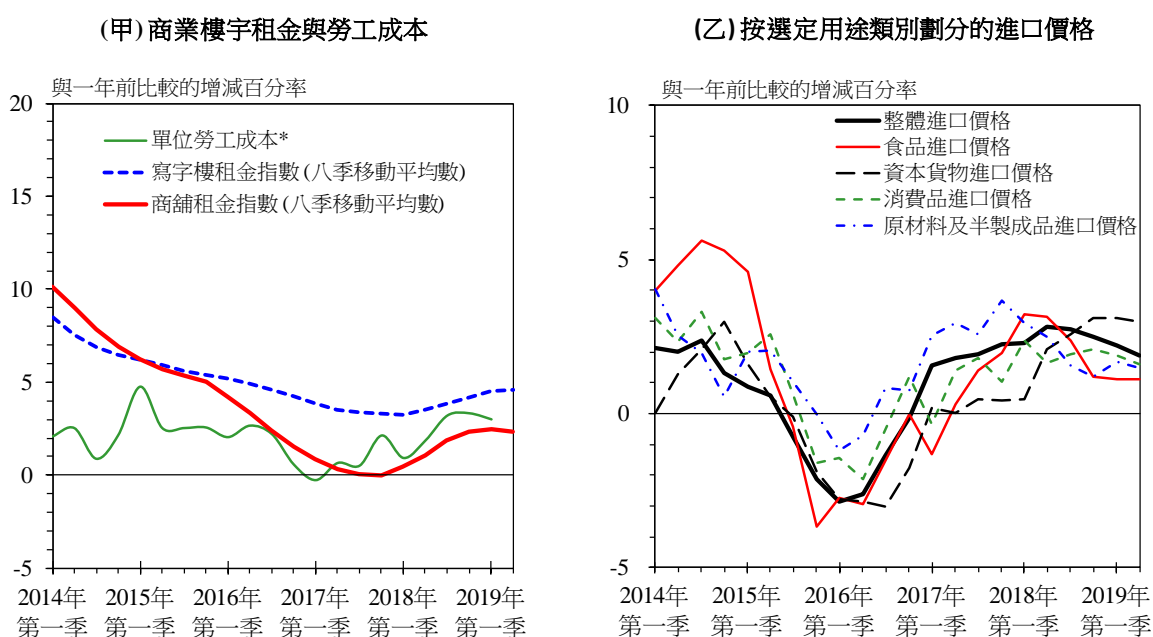 (甲) 商業樓宇租金與勞工成本
與一年前比較的增減百分率
20
15
10
5
0
-5
單位勞工成本*
寫字樓租金指數 (八季移動平均數)
商舖租金指數 (八季移動平均數)
2014年 2015年 2016年 2017年 2018年 2019年
第一季 第一季 第一季 第一季 第一季 第一季
(乙) 按選定用途類別劃分的進口價格
與一年前比較的增減百分率
10
5
0
-5
整體進口價格
食品進口價格
資本貨物進口價格
消費品進口價格
原材料及半製成品進口價格
2014年 2015年 2016年 2017年 2018年 2019年
第一季 第一季 第一季 第一季 第一季 第一季